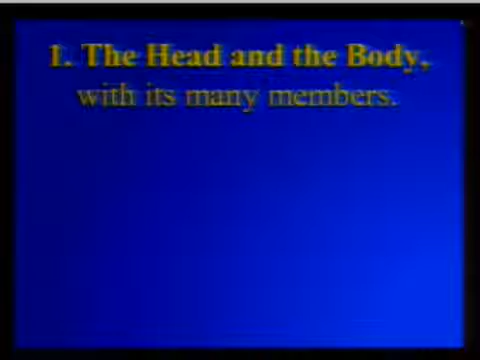 1. The Head and the Body,
with its many members.